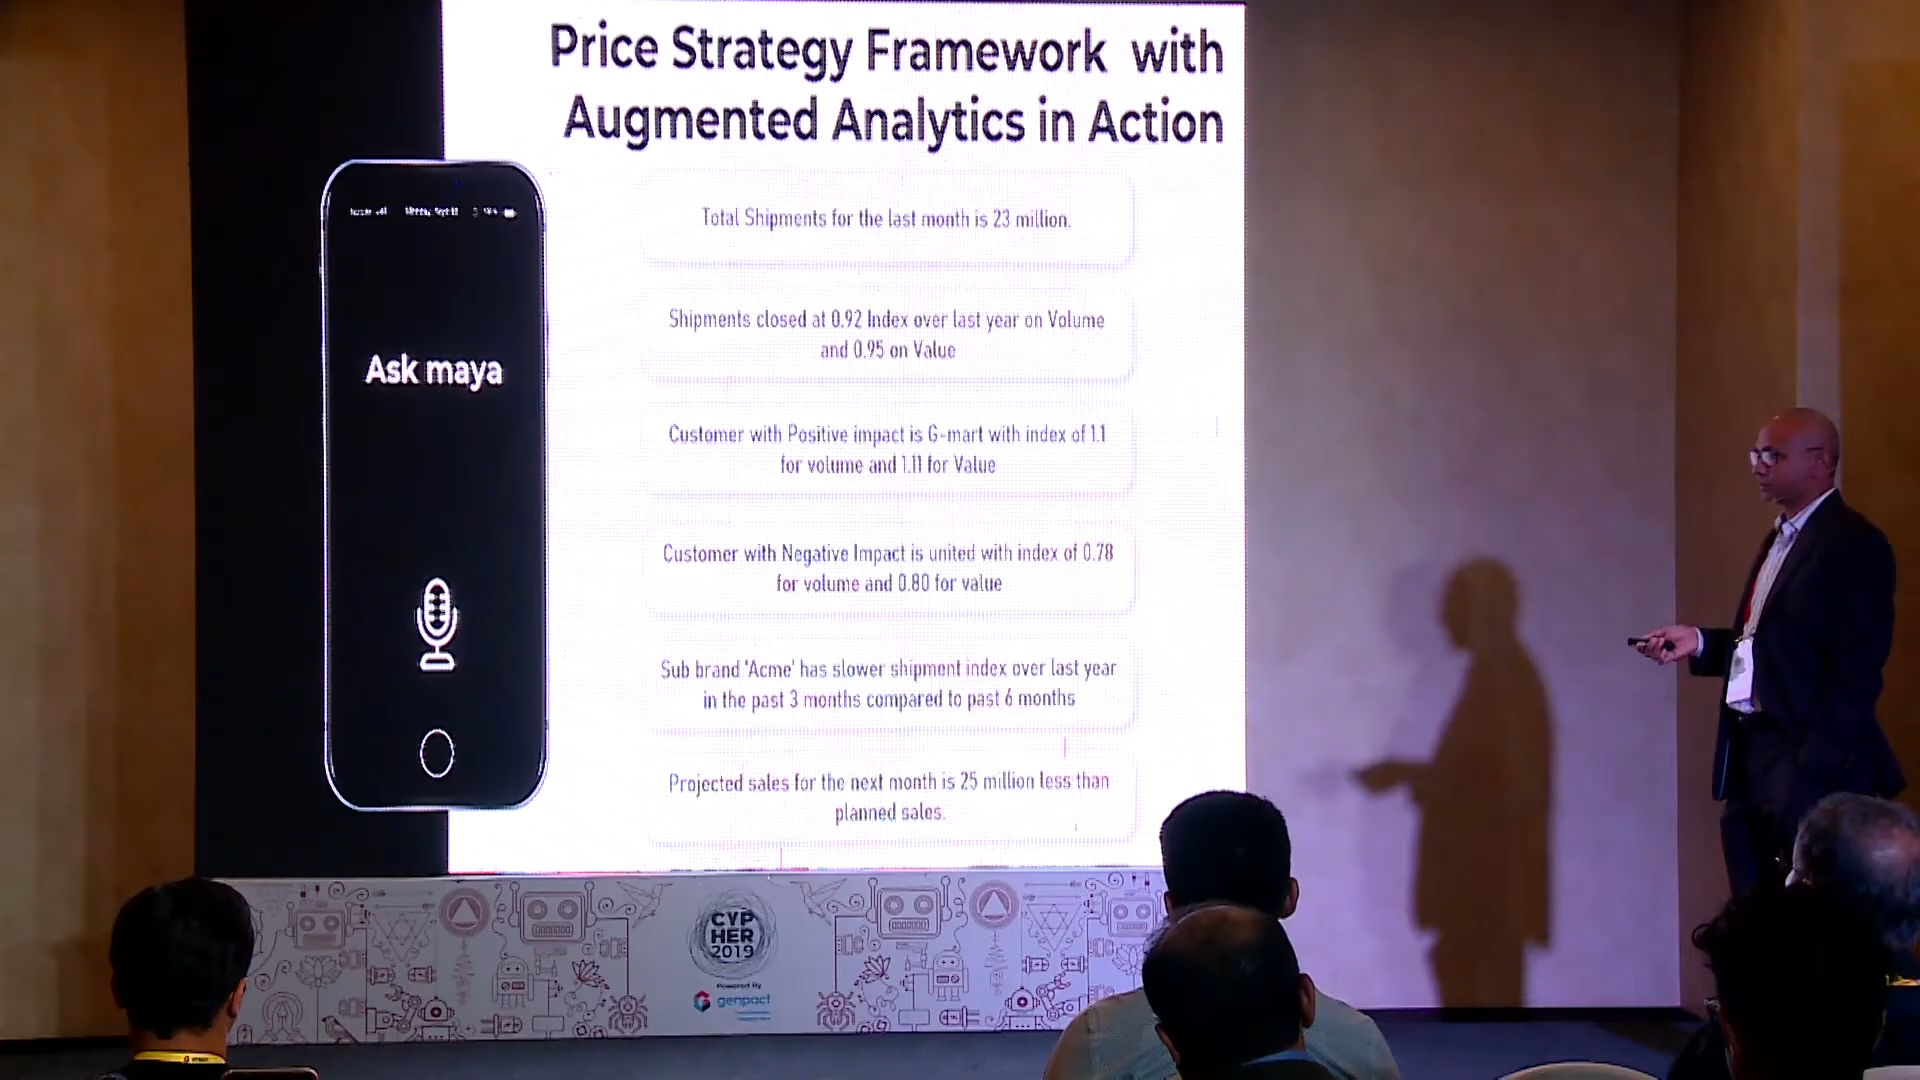 Price Strategy Framework with
Augmented Analytics in Action
Ask maya
Total Shipments for the last month is 23 million.
Shipments closed at 0.92 Index over last year on Volume
and 0.95 on Value
Customer with Positive impact is G-mart with index of 1.1
for volume and 1.11 for Value
Customer with Negative Impact is united with index of 0.78
for volume and 0.80 for value
Sub brand 'Acme' has slower shipment index over last year
in the past 3 months compared to past 6 months
Projected sales for the next month is 25 million less than
planned sales.
CYP
HER
2019
Powered By
genpact